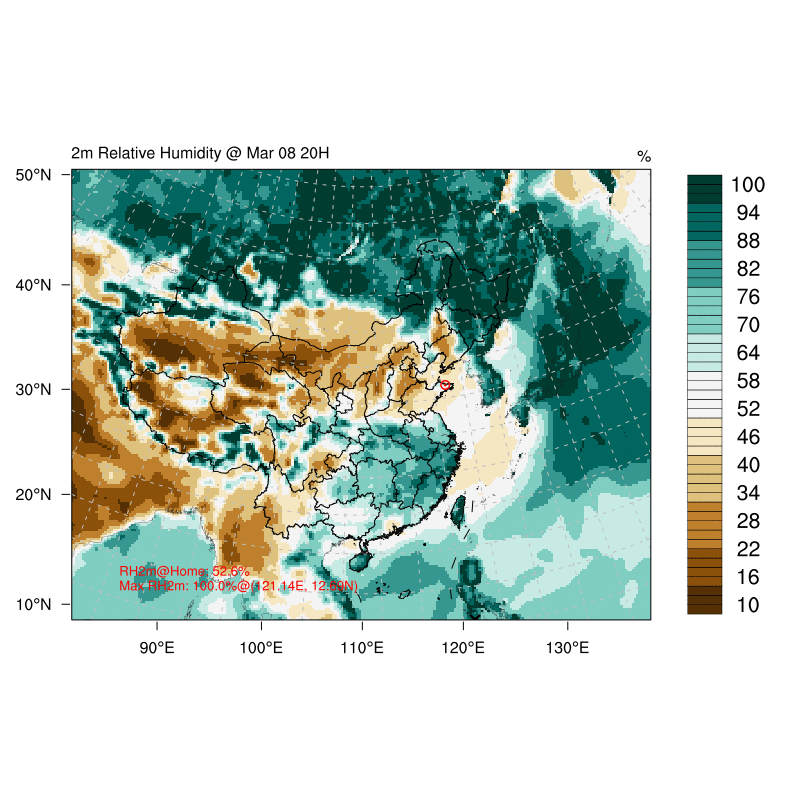 2m Relative Humidity @ Mar 08 20H
%
50°N
40°N
30°N
20°N
10°N
90°E
100°E
110°E
120°E
130°E
100
94
88
82
76
70
64
58
52
46
40
34
28
22
16
10
RH2m@Home: 52.6%
Max RH2m: 100.0%@(121.14E,